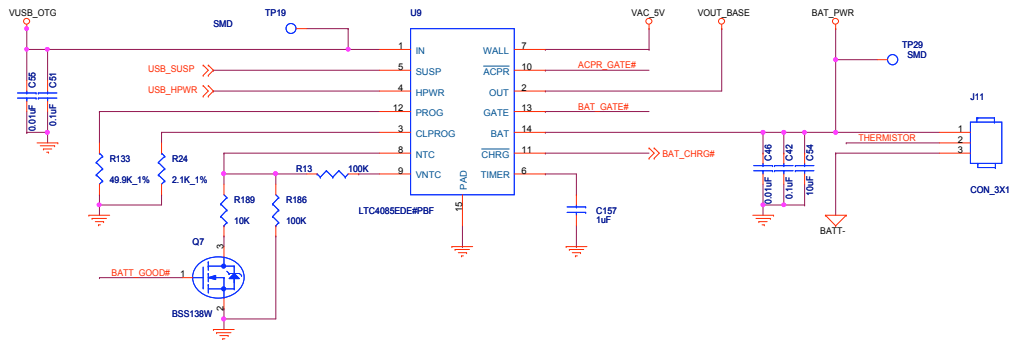 VUSB_OTG
TP19
SMD
U9
VAC_5V
VOUT_BASE
BAT_PWR
TP29
SMD
1
IN
WALL
7
USB_SUSP
5
SUSP
ACPR
10
ACPR_GATE#
USB_HPWR
4
HPWR
OUT
2
12
PROG
GATE
13
BAT_GATE#
3
CLPROG
BAT
14
8
NTC
CHRG
11
BAT_CHRG#
9
VNTC
TIMER
6
PAD
15
LTC4085EDE#PBF
C55
0.01uF
C51
0.1uF
R133
49.9K_1%
R24
2.1K_1%
R13
100K
R189
10K
R186
100K
C157
1uF
C46
0.01uF
C42
0.1uF
C54
10uF
J11
1
THERMISTOR
2
3
CON_3X1
BATT-
Q7
3
BATT_GOOD#
1
2
BSS138W